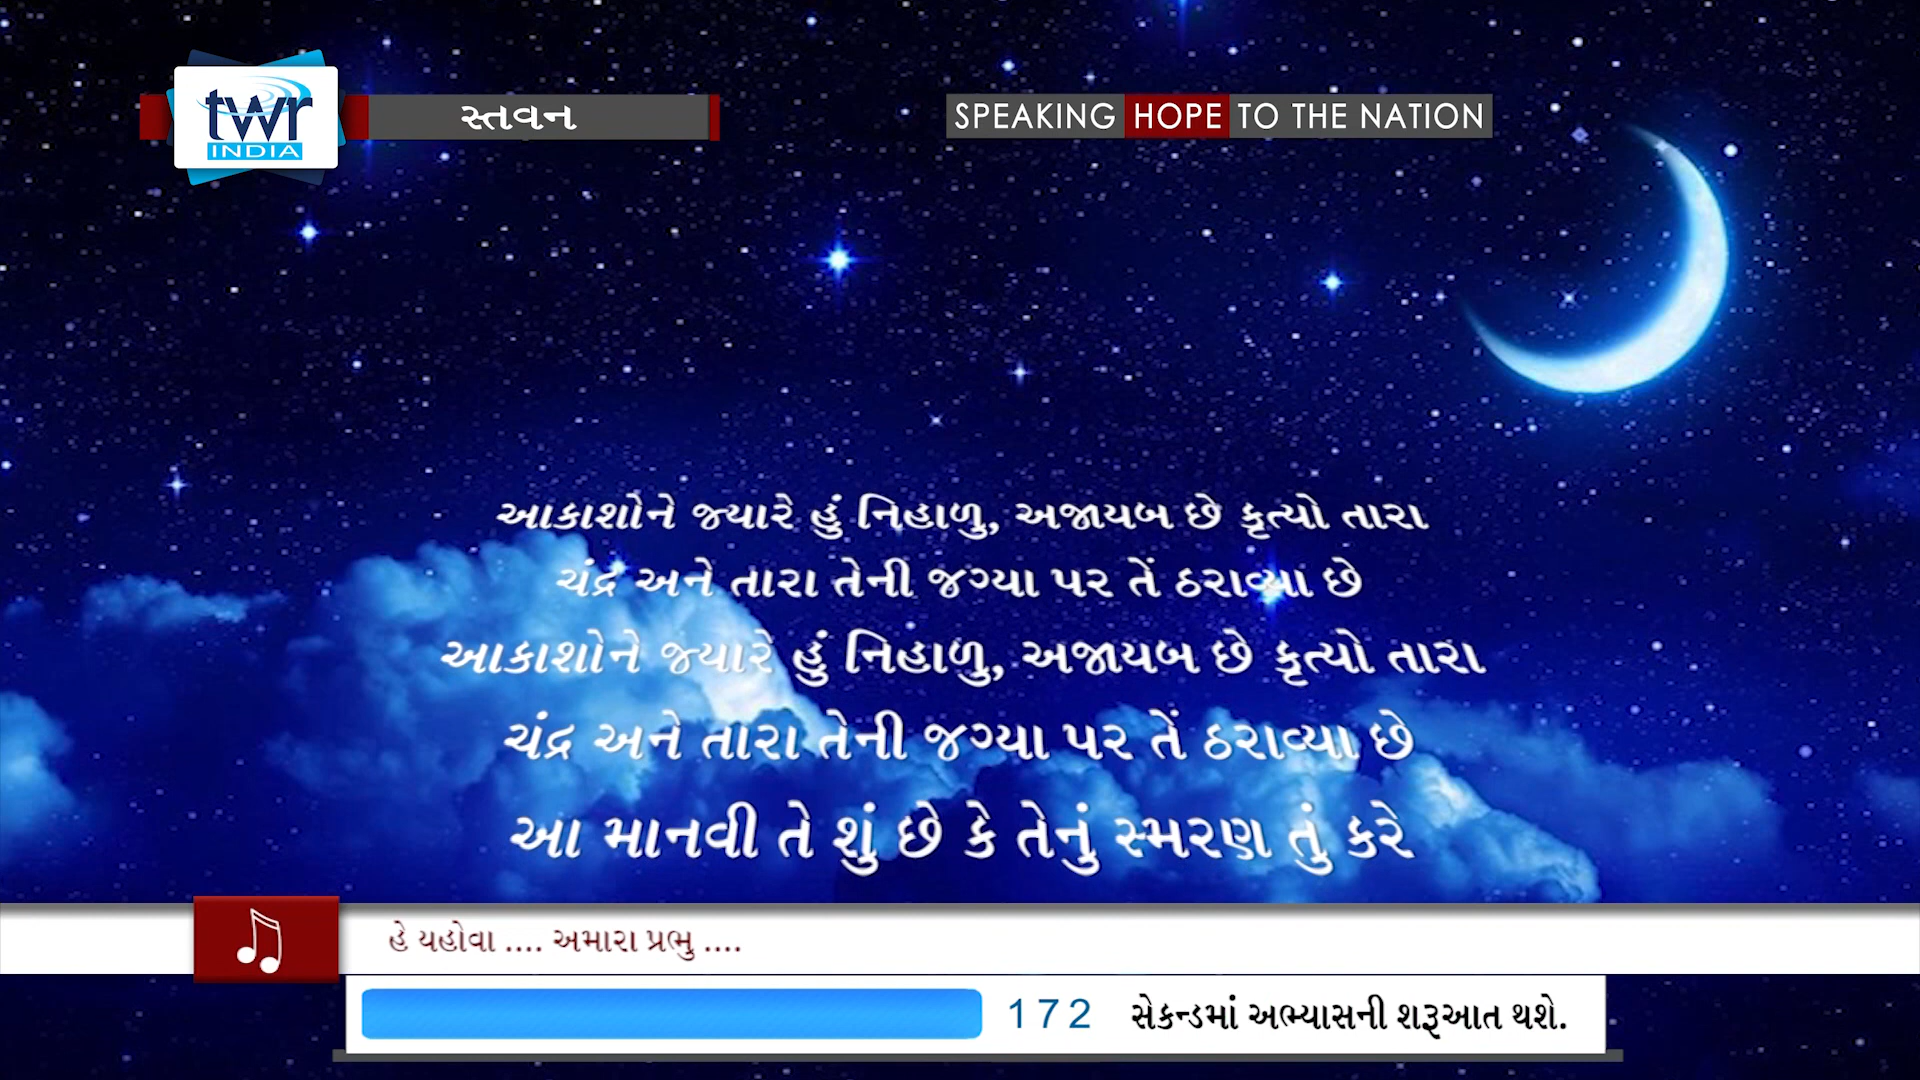 twr
INDIA
સ્તવન
SPEAKING HOPE TO THE NATION
આકાશોને જ્યારે હું નિહાળુ, અજાયબ છે કૃત્યો તારા
ચંદ્ર અને તારા તેની જગ્યા પર તેં ઠરાવ્યા છે
આકાશોને જ્યારે હું નિહાળુ, અજાયબ છે કૃત્યો તારા
ચંદ્ર અને તારા તેની જગ્યા પર તેં ઠરાવ્યા છે
આ માનવી તે શું છે કે તેનું સ્મરણ તું કરે
હે યહોવા .... અમારા પ્રભુ ....
172 સેકન્ડમાં અભ્યાસની શરૂઆત થશે.